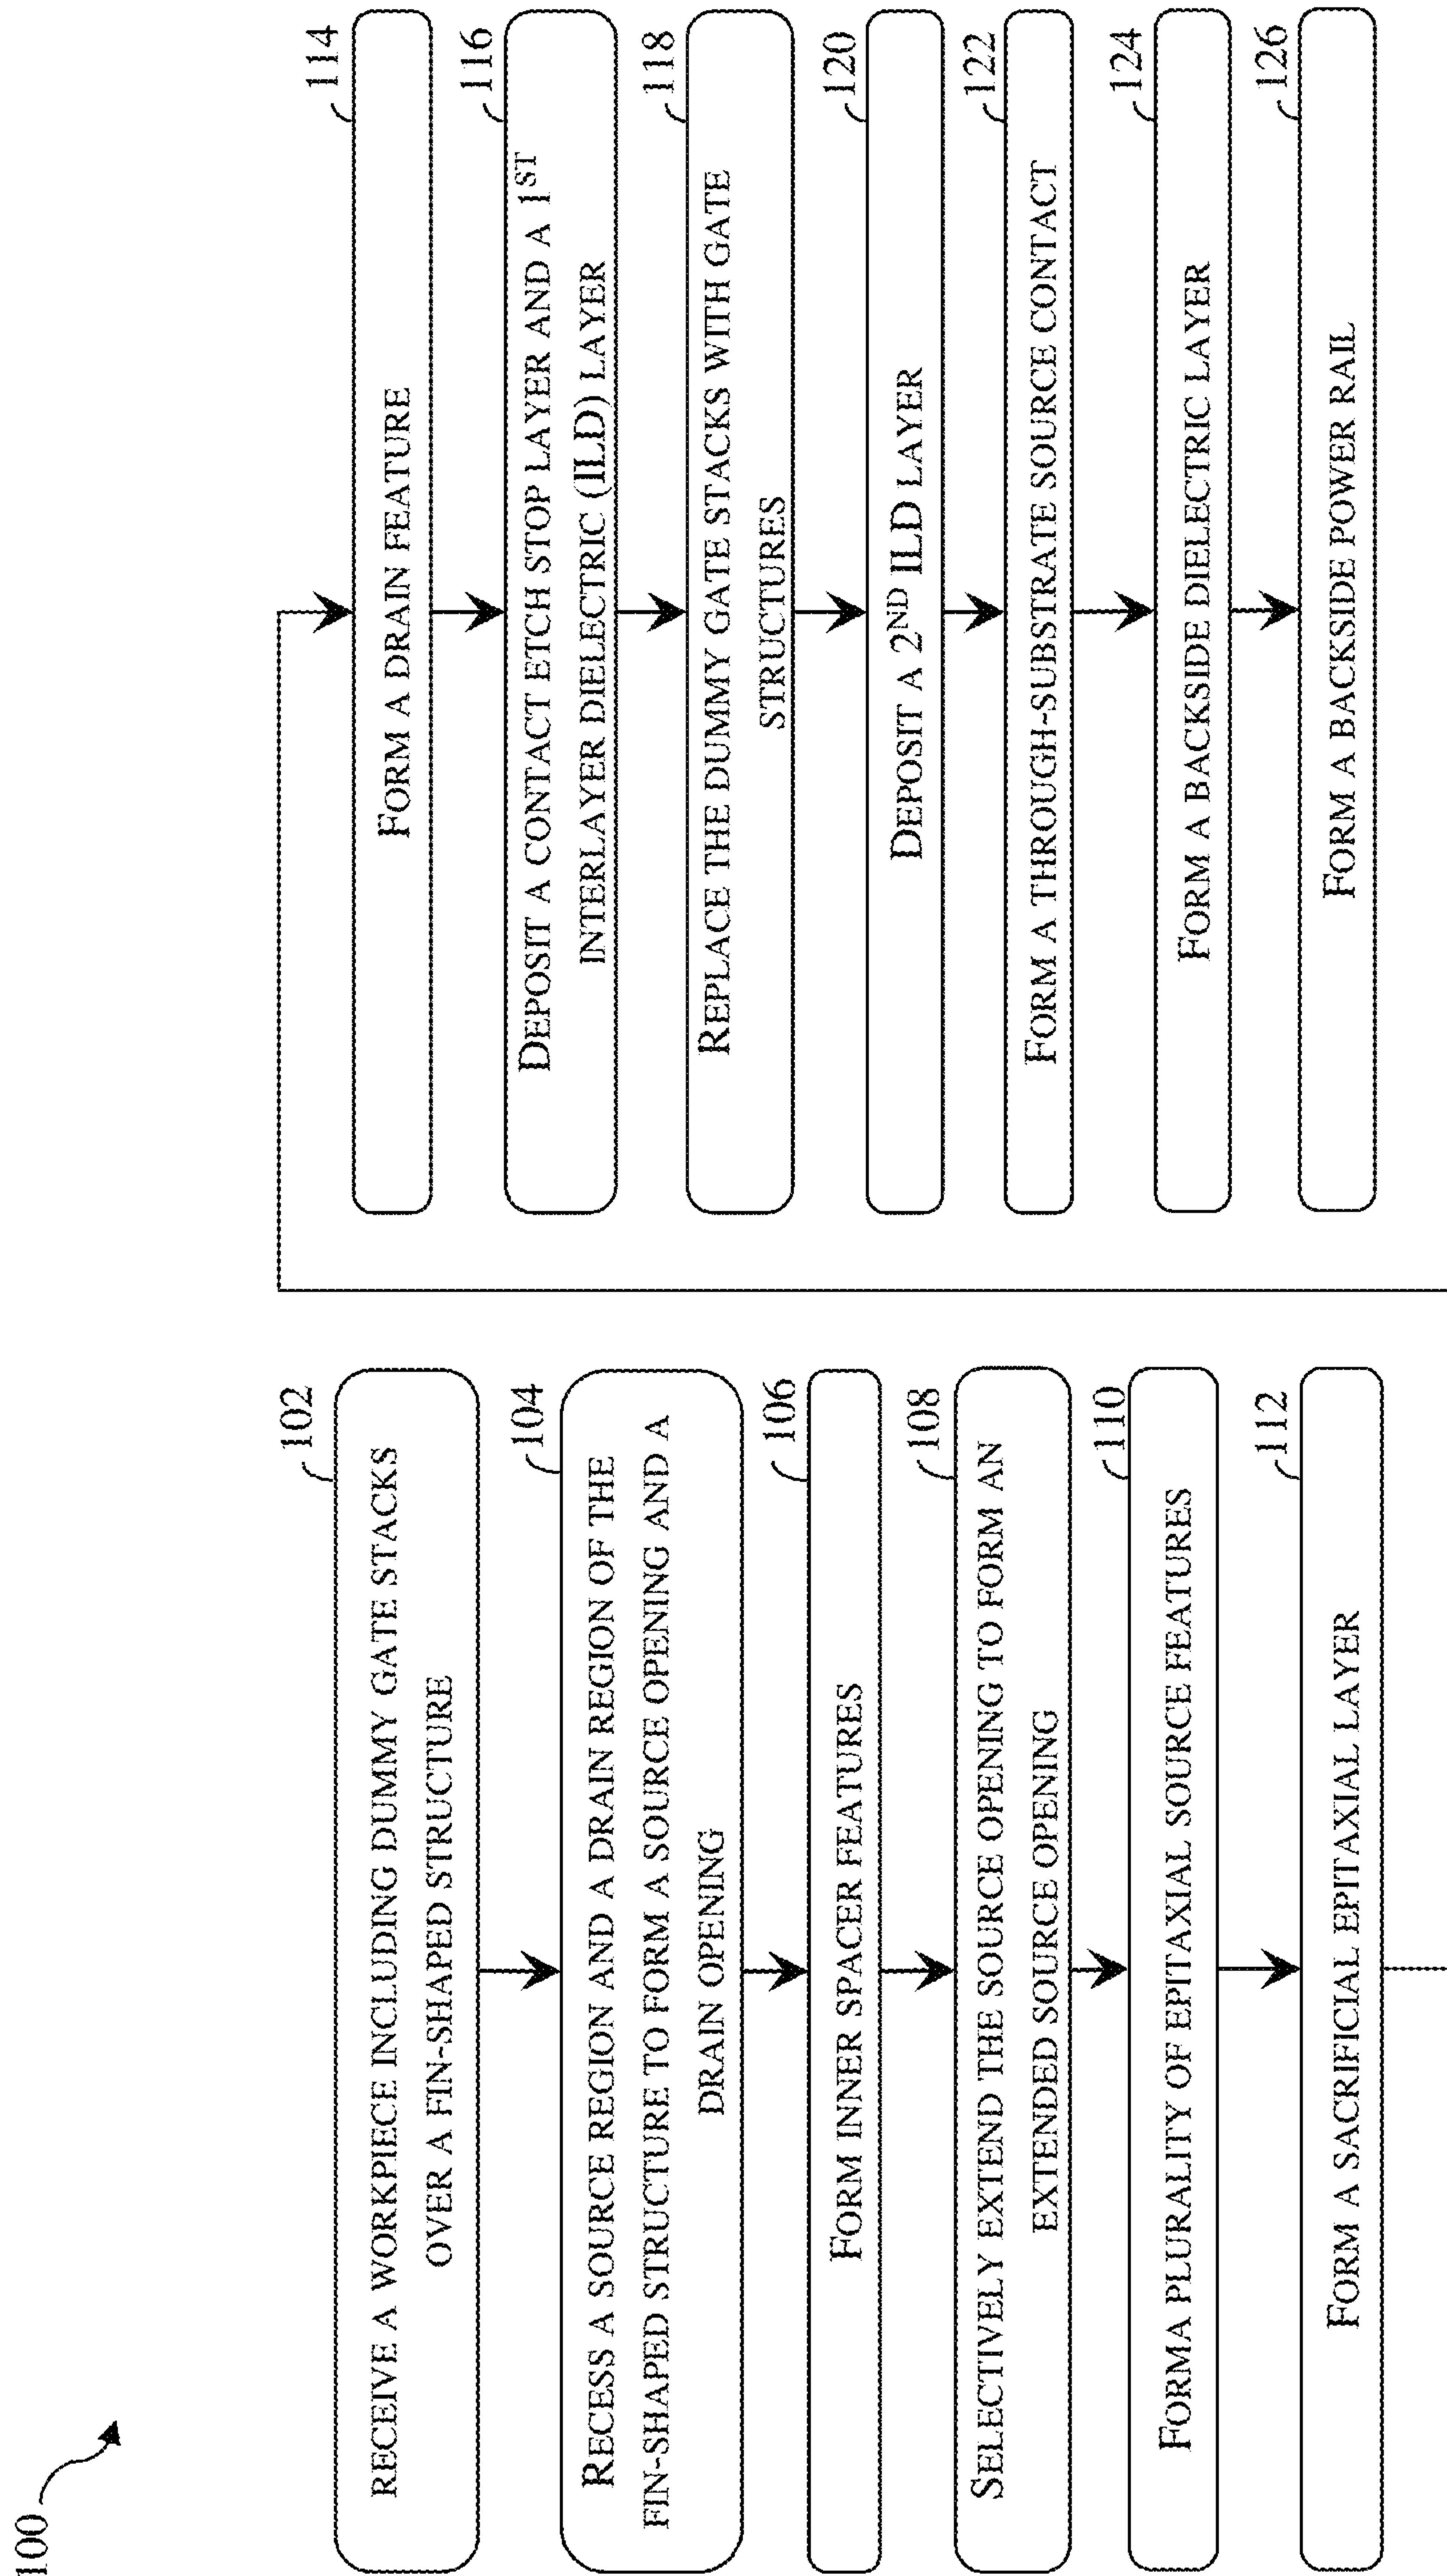 100
102
RECEIVE A WORKPIECE INCLUDING DUMMY GATE STACKS
OVER A FIN-SHAPED STRUCTURE
104
RECESS A SOURCE REGION AND A DRAIN REGION OF THE
FIN-SHAPED STRUCTURE TO FORM A SOURCE OPENING AND A
DRAIN OPENING
106
FORM INNER SPACER FEATURES
108
SELECTIVELY EXTEND THE SOURCE OPENING TO FORM AN
EXTENDED SOURCE OPENING
110
FORMA PLURALITY OF EPITAXIAL SOURCE FEATURES
112
FORM A SACRIFICIAL EPITAXIAL LAYER
114
FORM A DRAIN FEATURE
116
DEPOSIT A CONTACT ETCH STOP LAYER AND A 1ST
INTERLAYER DIELECTRIC (ILD) LAYER
118
REPLACE THE DUMMY GATE STACKS WITH GATE
STRUCTURES
120
DEPOSIT A 2ND ILD LAYER
122
FORM A THROUGH-SUBSTRATE SOURCE CONTACT
124
FORM A BACKSIDE DIELECTRIC LAYER
126
FORM A BACKSIDE POWER RAIL